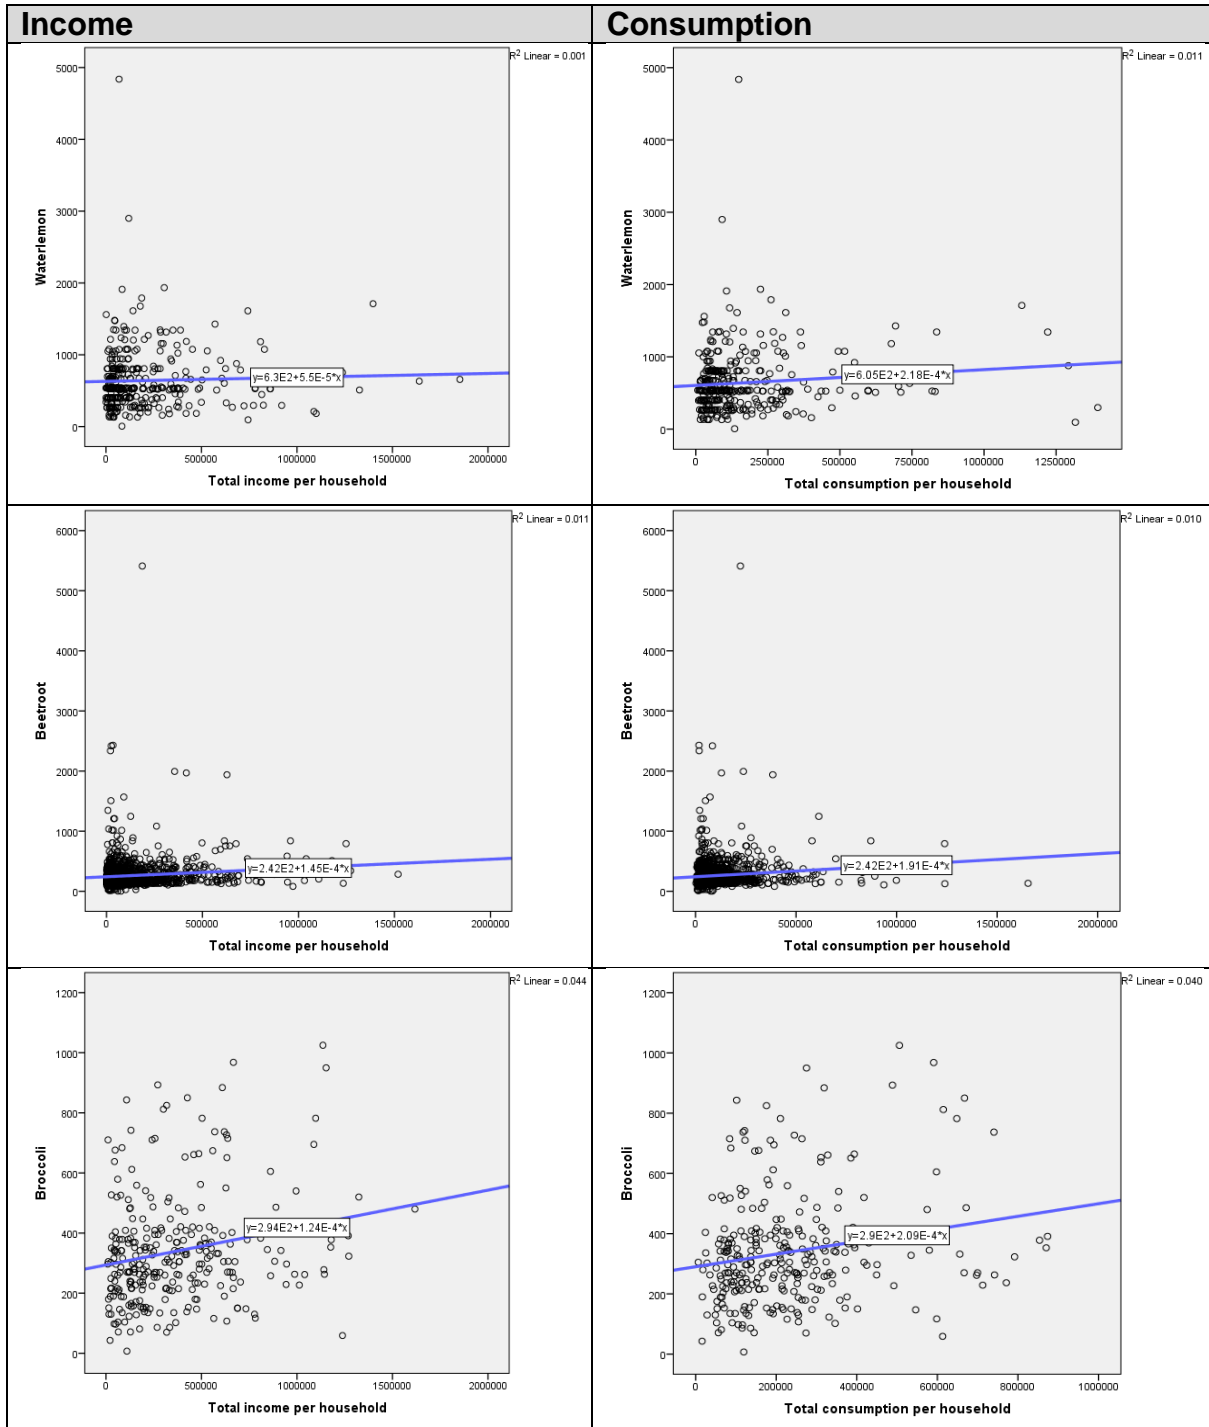 Income
Consumption
R2 Linear = 0.001
5000
4000
3000
2000
1000
0
Waterlemon
y=6.3E2+5.5E-5*x
0 500000 1000000 1500000 2000000
Total income per household
R2 Linear = 0.011
5000
4000
3000
2000
1000
0
Waterlemon
y=6.05E2+2.18E-4*x
0 250000 500000 750000 1000000 1250000
Total consumption per household
R2 Linear = 0.011
6000
5000
4000
3000
2000
1000
0
Beetroot
y=2.42E2+1.45E-4*x
0 500000 1000000 1500000 2000000
Total income per household
R2 Linear = 0.010
6000
5000
4000
3000
2000
1000
0
Beetroot
y=2.42E2+1.91E-4*x
0 500000 1000000 1500000 2000000
Total consumption per household
R2 Linear = 0.044
1200
1000
800
600
400
200
0
Broccoli
y=2.94E2+1.24E-4*x
0 500000 1000000 1500000 2000000
Total income per household
R2 Linear = 0.040
1200
1000
800
600
400
200
0
Broccoli
y=2.9E2+2.09E-4*x
0 200000 400000 600000 800000 1000000
Total consumption per household